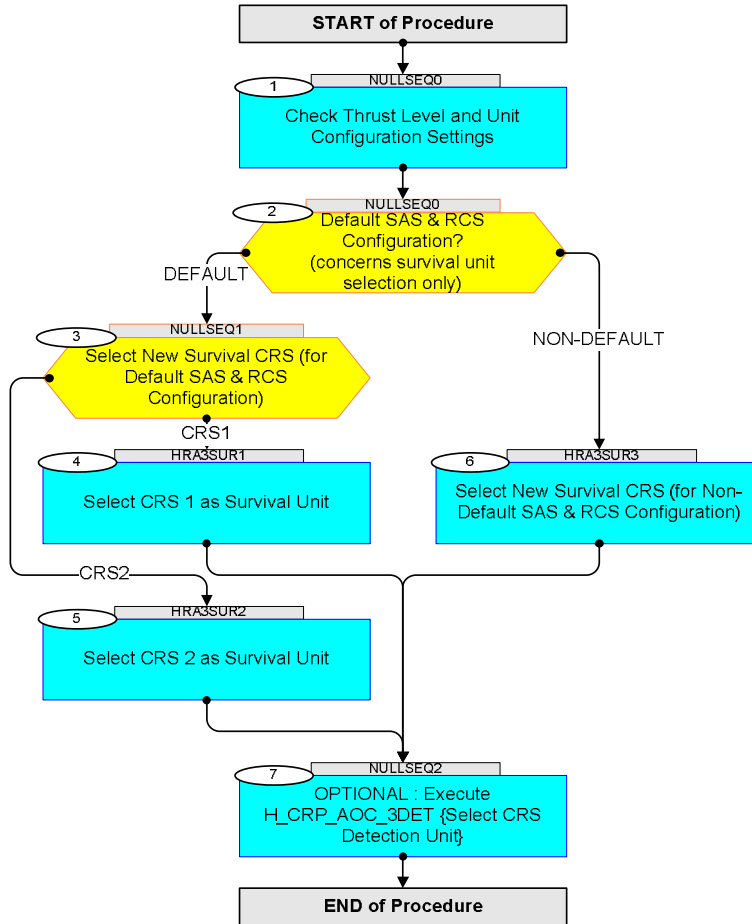 START of Procedure
NULLSEQ0
1
Check Thrust Level and Unit
Configuration Settings
NULLSEQ0
2
Default SAS & RCS
Configuration?
(concerns survival unit
selection only)
DEFAULT
NON-DEFAULT
NULLSEQ1
3
Select New Survival CRS (for
Default SAS & RCS
Configuration)
CRS1
HRA3SUR1
4
Select CRS 1 as Survival Unit
HRA3SUR3
6
Select New Survival CRS (for Non-
Default SAS & RCS Configuration)
CRS2
HRA3SUR2
5
Select CRS 2 as Survival Unit
NULLSEQ2
7
OPTIONAL : Execute
H_CRP_AOC_3DET {Select CRS
Detection Unit}
END of Procedure